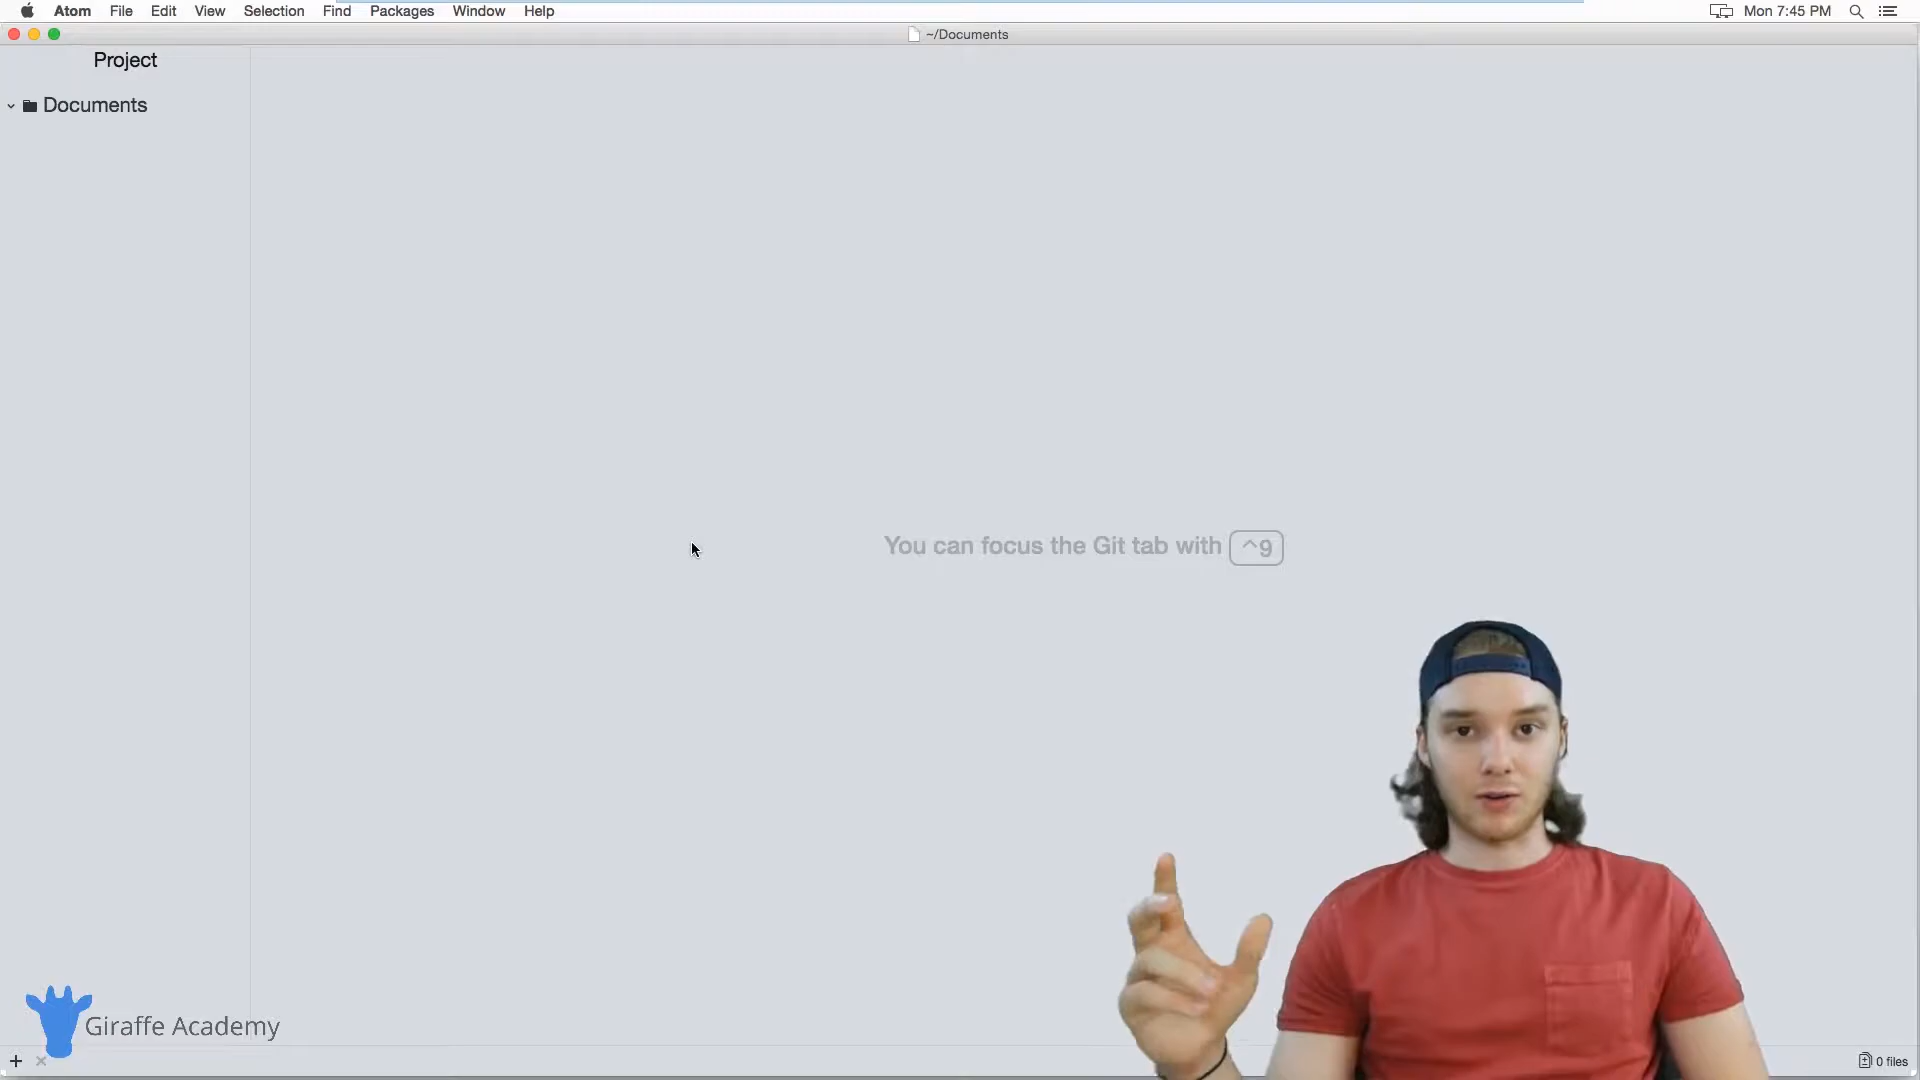 Atom File Edit View Selection Find Packages Window Help Mon 7:45 PM
~/Documents
Project
Documents
You can focus the Git tab with ^9
Giraffe Academy
0 files